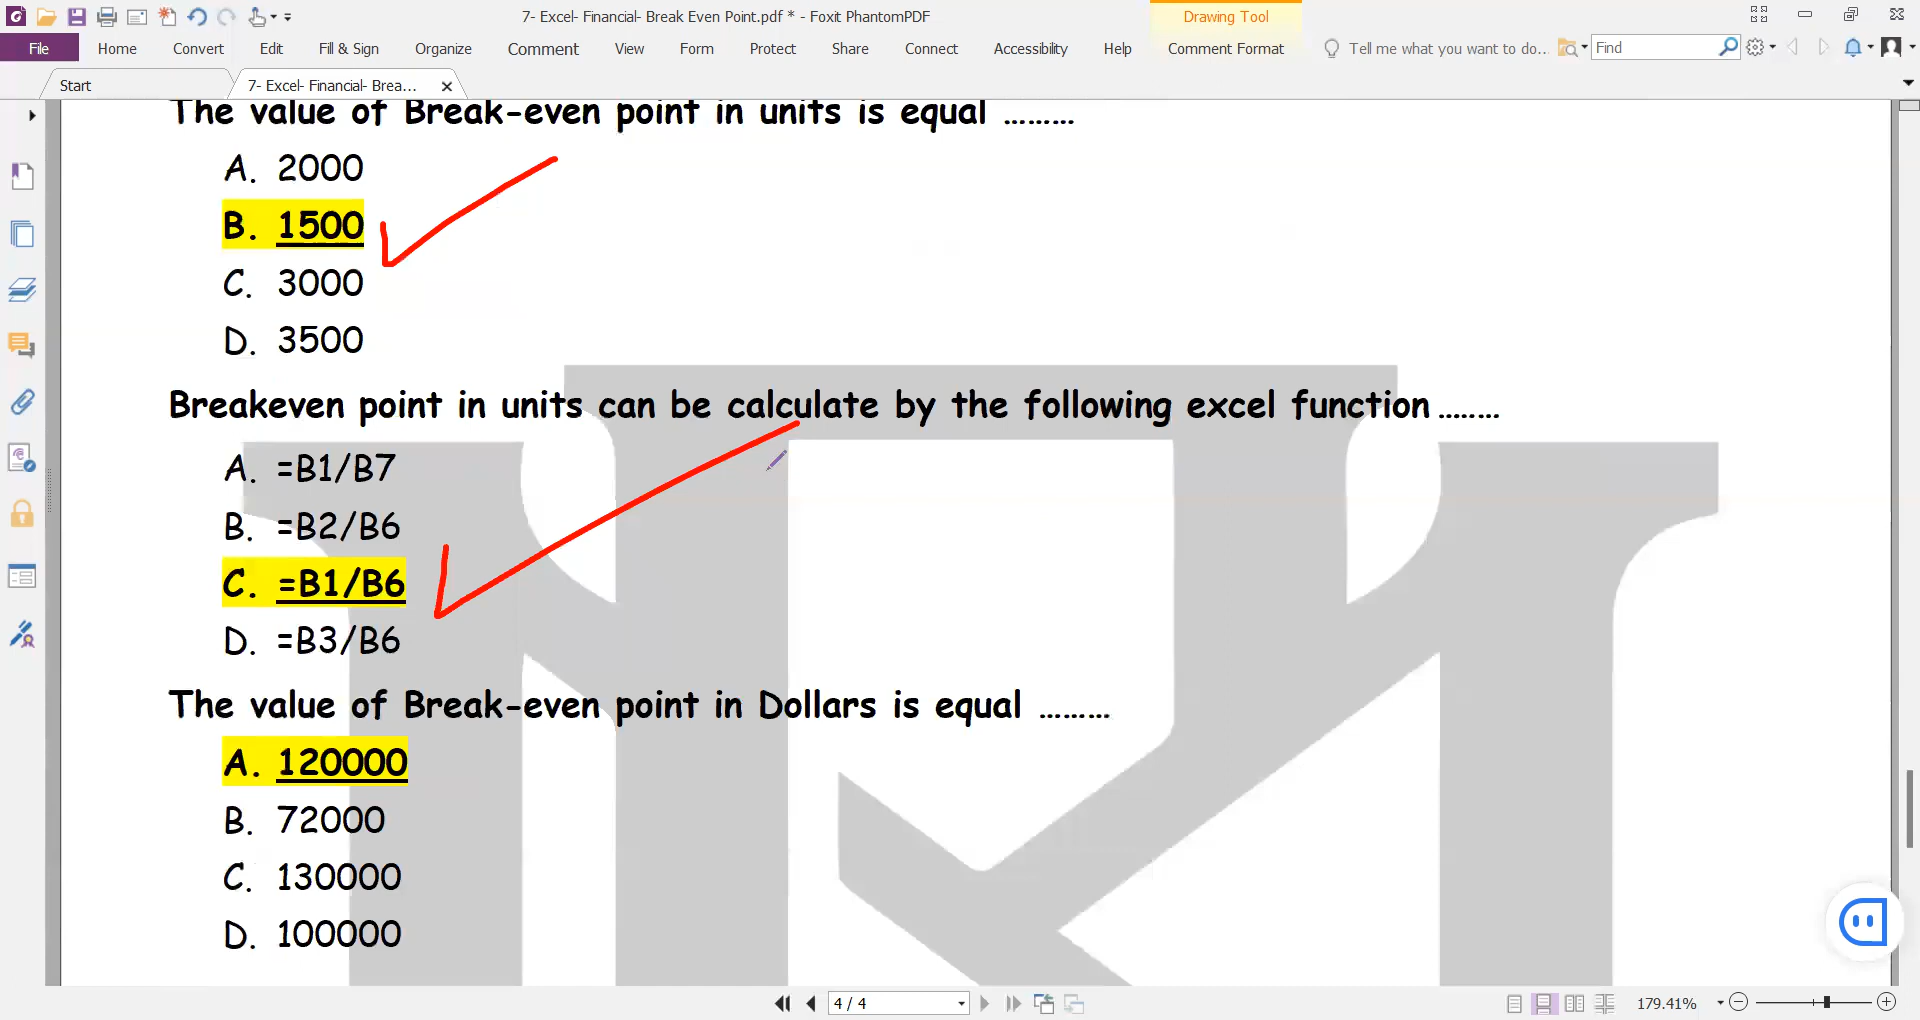 7- Excel- Financial- Break Even Point.pdf * - Foxit PhantomPDF
Drawing Tool
File Home Convert Edit Fill & Sign Organize Comment View Form Protect Share Connect Accessibility Help Comment Format Tell me what you want to do... Find
Start
7- Excel- Financial- Brea...
The value of Break-even point in units is equal .........
A. 2000
B. 1500
C. 3000
D. 3500
Breakeven point in units can be calculate by the following excel function ........
A. =B1/B7
B. =B2/B6
C. =B1/B6
D. =B3/B6
The value of Break-even point in Dollars is equal .........
A. 120000
B. 72000
C. 130000
D. 100000
4 / 4
179.41%